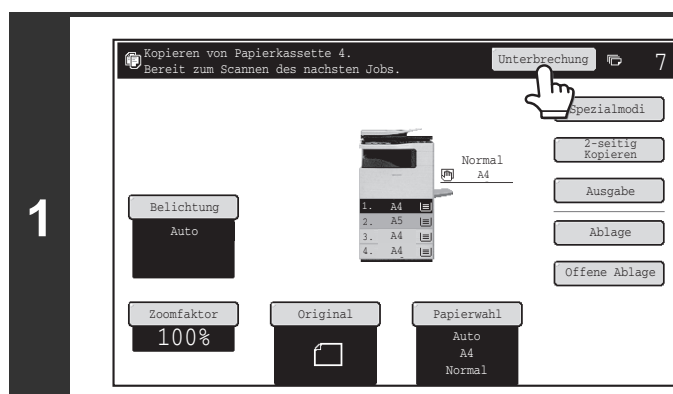 1
Kopieren von Papierkassette 4.
Bereit zum Scannen des nachsten Jobs.
Unterbrechung
7
Spezialmodi
2-seitig
Kopieren
Ausgabe
Ablage
Offene Ablage
Normal
A4
1. A4
2. A5
3. A4
4. A4
Belichtung
Auto
Zoomfaktor
100%
Original
Papierwahl
Auto
A4
Normal